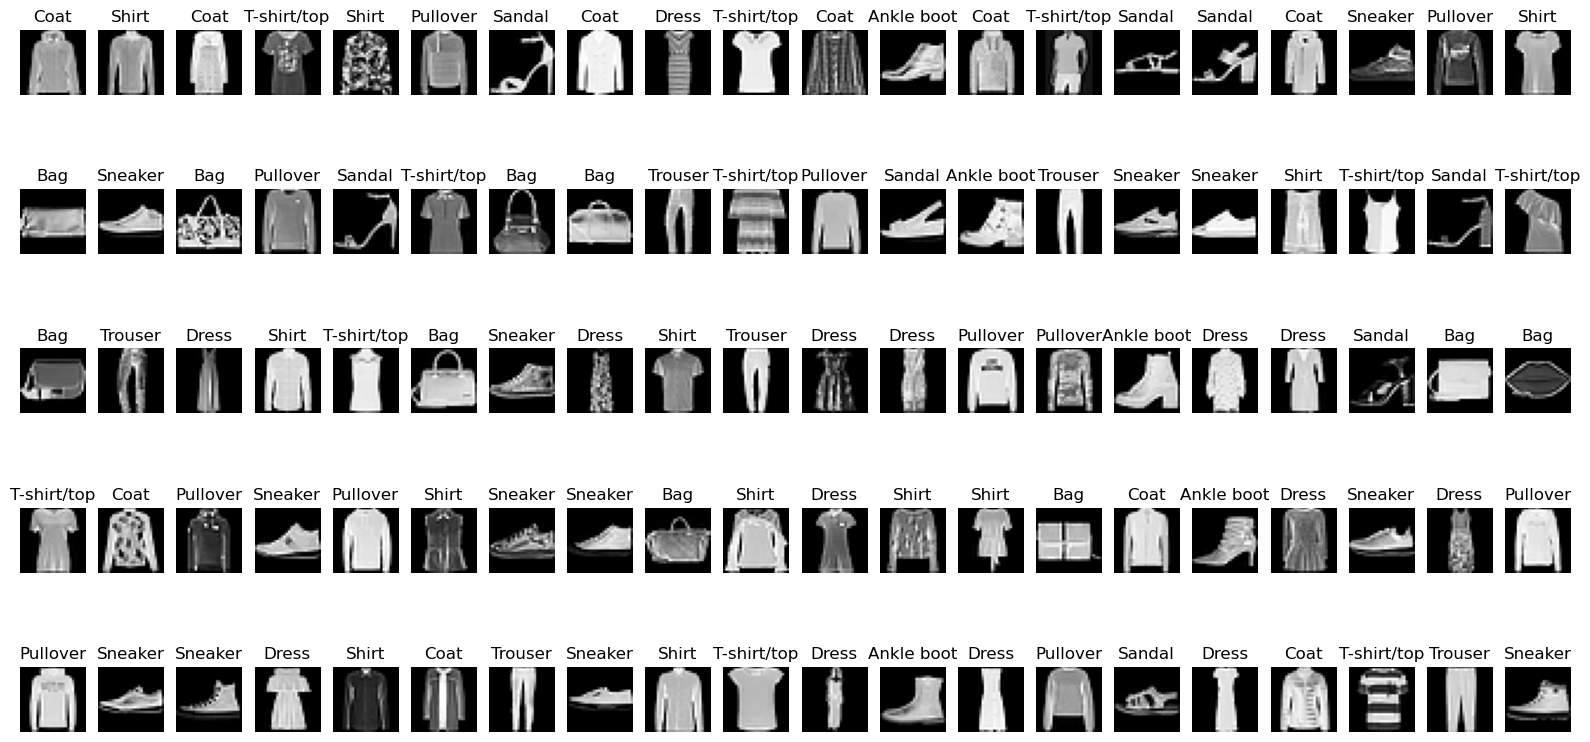 Coat Shirt Coat T-shirt/top Shirt Pullover Sandal Coat Dress T-shirt/top Coat Ankle boot Coat T-shirt/top Sandal Sandal Coat Sneaker Pullover Shirt
Bag Sneaker Bag Pullover Sandal T-shirt/top Bag Bag Trouser T-shirt/top Pullover Sandal Ankle boot Trouser Sneaker Sneaker Shirt T-shirt/top Sandal T-shirt/top
Bag Trouser Dress Shirt T-shirt/top Bag Sneaker Dress Shirt Trouser Dress Dress Pullover Pullover Ankle boot Dress Dress Sandal Bag Bag
T-shirt/top Coat Pullover Sneaker Pullover Shirt Sneaker Sneaker Bag Shirt Dress Shirt Shirt Bag Coat Ankle boot Dress Sneaker Dress Pullover
Pullover Sneaker Sneaker Dress Shirt Coat Trouser Sneaker Shirt T-shirt/top Dress Ankle boot Dress Pullover Sandal Dress Coat T-shirt/top Trouser Sneaker